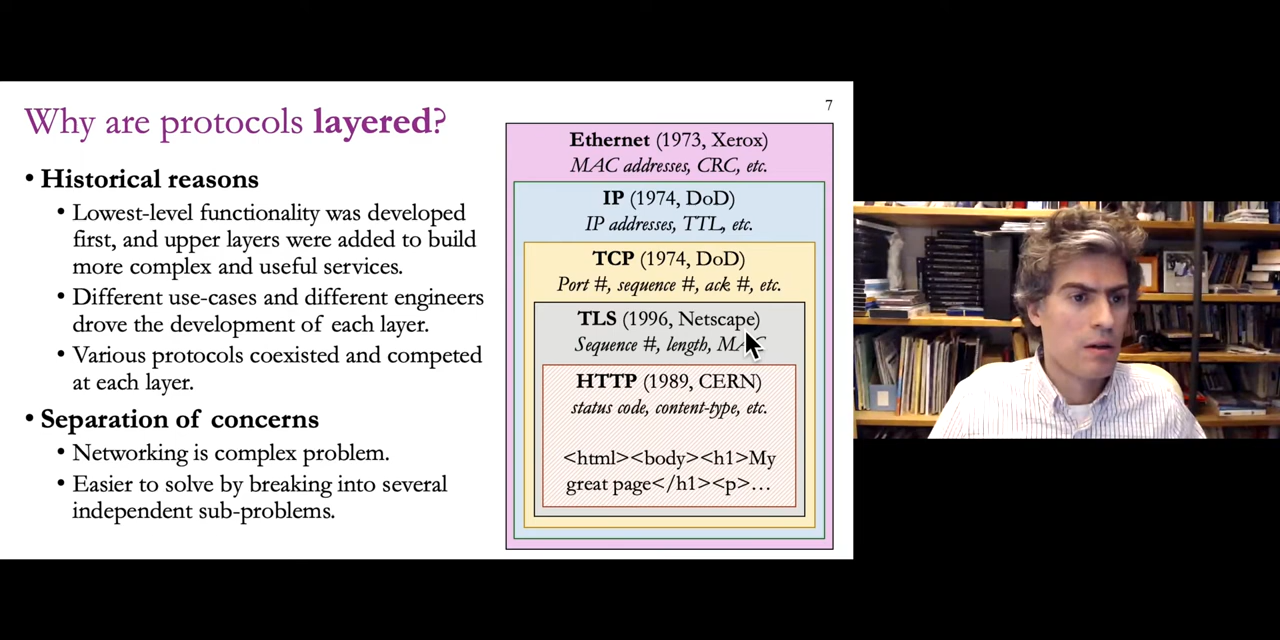 7
Why are protocols layered?
• Historical reasons
• Lowest-level functionality was developed
first, and upper layers were added to build
more complex and useful services.
• Different use-cases and different engineers
drove the development of each layer.
• Various protocols coexisted and competed
at each layer.
• Separation of concerns
• Networking is complex problem.
• Easier to solve by breaking into several
independent sub-problems.
Ethernet (1973, Xerox)
MAC addresses, CRC, etc.
IP (1974, DoD)
IP addresses, TTL, etc.
TCP (1974, DoD)
Port #, sequence #, ack #, etc.
TLS (1996, Netscape)
Sequence #, length, MAC
HTTP (1989, CERN)
status code, content-type, etc.
<html><body><h1>My
great page</h1><p>…